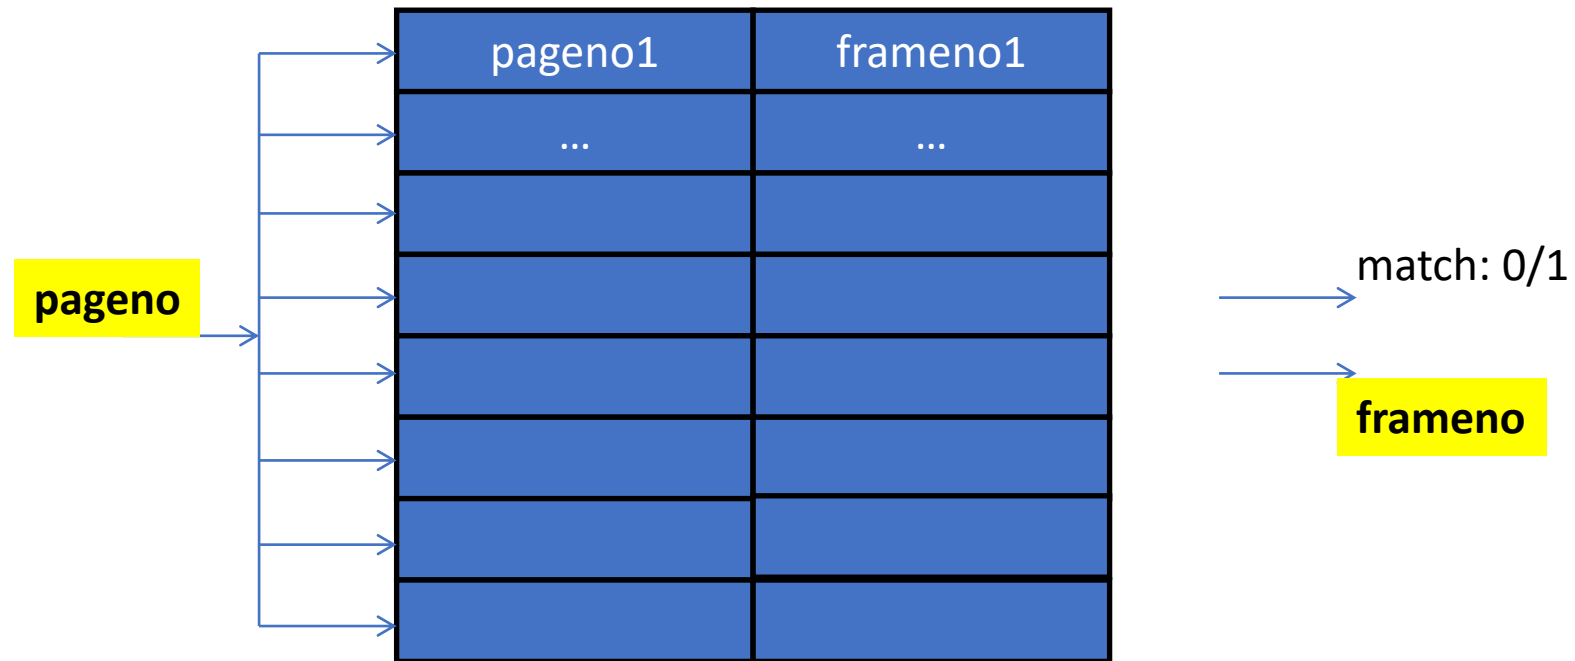 pageno1 frameno1
... ...
match: 0/1
pageno
frameno